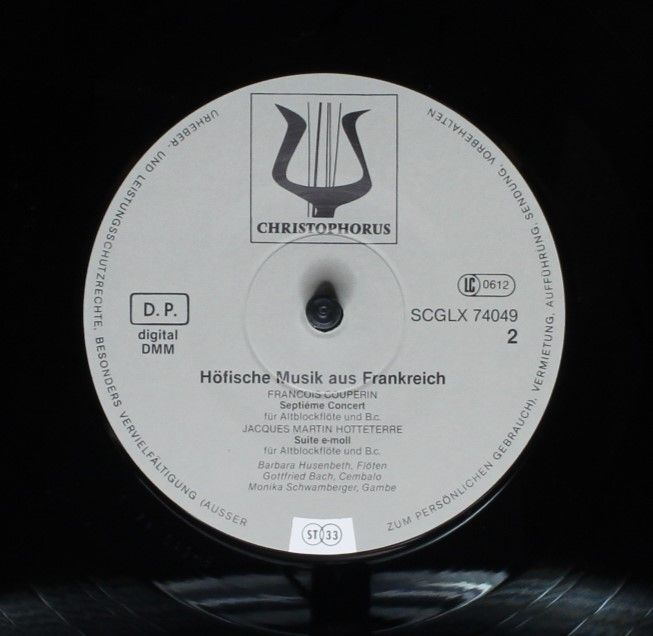 URHEBER- UND LEISTUNGSSCHUTZRECHTE, BESONDERS VERVIELFÄLTIGUNG (AUSSER
ZUM PERSÖNLICHEN GEBRAUCH), VERMIETUNG, AUFFÜHRUNG, SENDUNG, VORBEHALTEN
CHRISTOPHORUS
LC 0612
D. P.
digital
DMM
SCGLX 74049
2
Höfische Musik aus Frankreich
FRANCOIS COUPERIN
Septiéme Concert
für Altblockflöte und B.c.
JACQUES MARTIN HOTTETERRE
Suite e-moll
für Altblockflöte und B.c.
Barbara Husenbeth, Flöten
Gottfried Bach, Cembalo
Monika Schwamberger, Gambe
ST 33